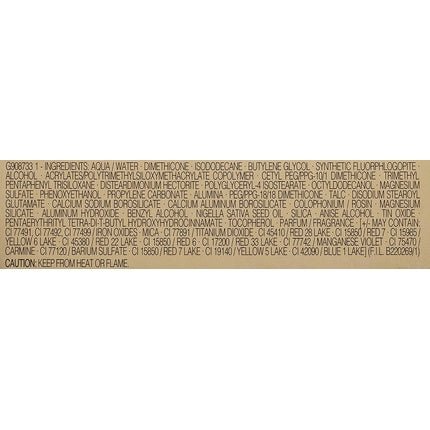 G908733 1 - INGREDIENTS: AQUA / WATER · DIMETHICONE · ISODODECANE · BUTYLENE GLYCOL · SYNTHETIC FLUORPHLOGOPITE ·
ALCOHOL · ACRYLATES/POLYTRIMETHYLSILOXYMETHACRYLATE COPOLYMER · CETYL PEG/PPG-10/1 DIMETHICONE · TRIMETHYL
PENTAPHENYL TRISILOXANE · DISTEARDIMONIUM HECTORITE · POLYGLYCERYL-4 ISOSTEARATE · OCTYLDODECANOL · MAGNESIUM
SULFATE · PHENOXYETHANOL · PROPYLENE CARBONATE · ALUMINA · PEG/PPG-18/18 DIMETHICONE · TALC · DISODIUM STEAROYL
GLUTAMATE · CALCIUM SODIUM BOROSILICATE · CALCIUM ALUMINUM BOROSILICATE · COLOPHONIUM / ROSIN · MAGNESIUM
SILICATE · ALUMINUM HYDROXIDE · BENZYL ALCOHOL · NIGELLA SATIVA SEED OIL · SILICA · ANISE ALCOHOL · TIN OXIDE ·
PENTAERYTHRITYL TETRA-DI-T-BUTYL HYDROXYHYDROCINNAMATE · TOCOPHEROL · PARFUM / FRAGRANCE · [+/- MAY CONTAIN:
CI 77491, CI 77492, CI 77499 / IRON OXIDES · MICA · CI 77891 / TITANIUM DIOXIDE · CI 45410 / RED 28 LAKE · CI 15850 / RED 7 · CI 15985 /
YELLOW 6 LAKE · CI 45380 / RED 22 LAKE · CI 15850 / RED 6 · CI 17200 / RED 33 LAKE · CI 77742 / MANGANESE VIOLET · CI 75470 /
CARMINE · CI 77120 / BARIUM SULFATE · CI 15850 / RED 7 LAKE · CI 19140 / YELLOW 5 LAKE · CI 42090 / BLUE 1 LAKE] (F.I.L. B220269/1)
CAUTION: KEEP FROM HEAT OR FLAME.